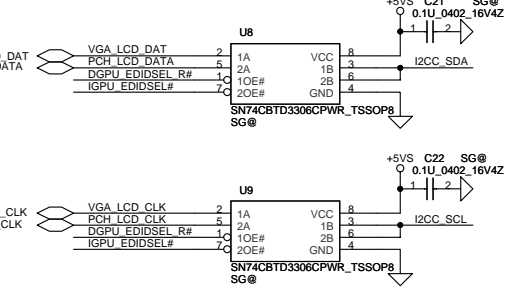 +5VS C21 SG@
0.1U_0402_16V4Z
1 2
U8
_DAT VGA_LCD_DAT 2 1A VCC 8
DATA PCH_LCD_DATA 5 2A 1B 3 I2CC_SDA
DGPU_EDIDSEL_R# 1 1OE# 2B 6
IGPU_EDIDSEL# 7 2OE# GND 4
SN74CBTD3306CPWR_TSSOP8
SG@
+5VS C22 SG@
0.1U_0402_16V4Z
1 2
U9
_CLK VGA_LCD_CLK 2 1A VCC 8
_CLK PCH_LCD_CLK 5 2A 1B 3 I2CC_SCL
DGPU_EDIDSEL_R# 1 1OE# 2B 6
IGPU_EDIDSEL# 7 2OE# GND 4
SN74CBTD3306CPWR_TSSOP8
SG@